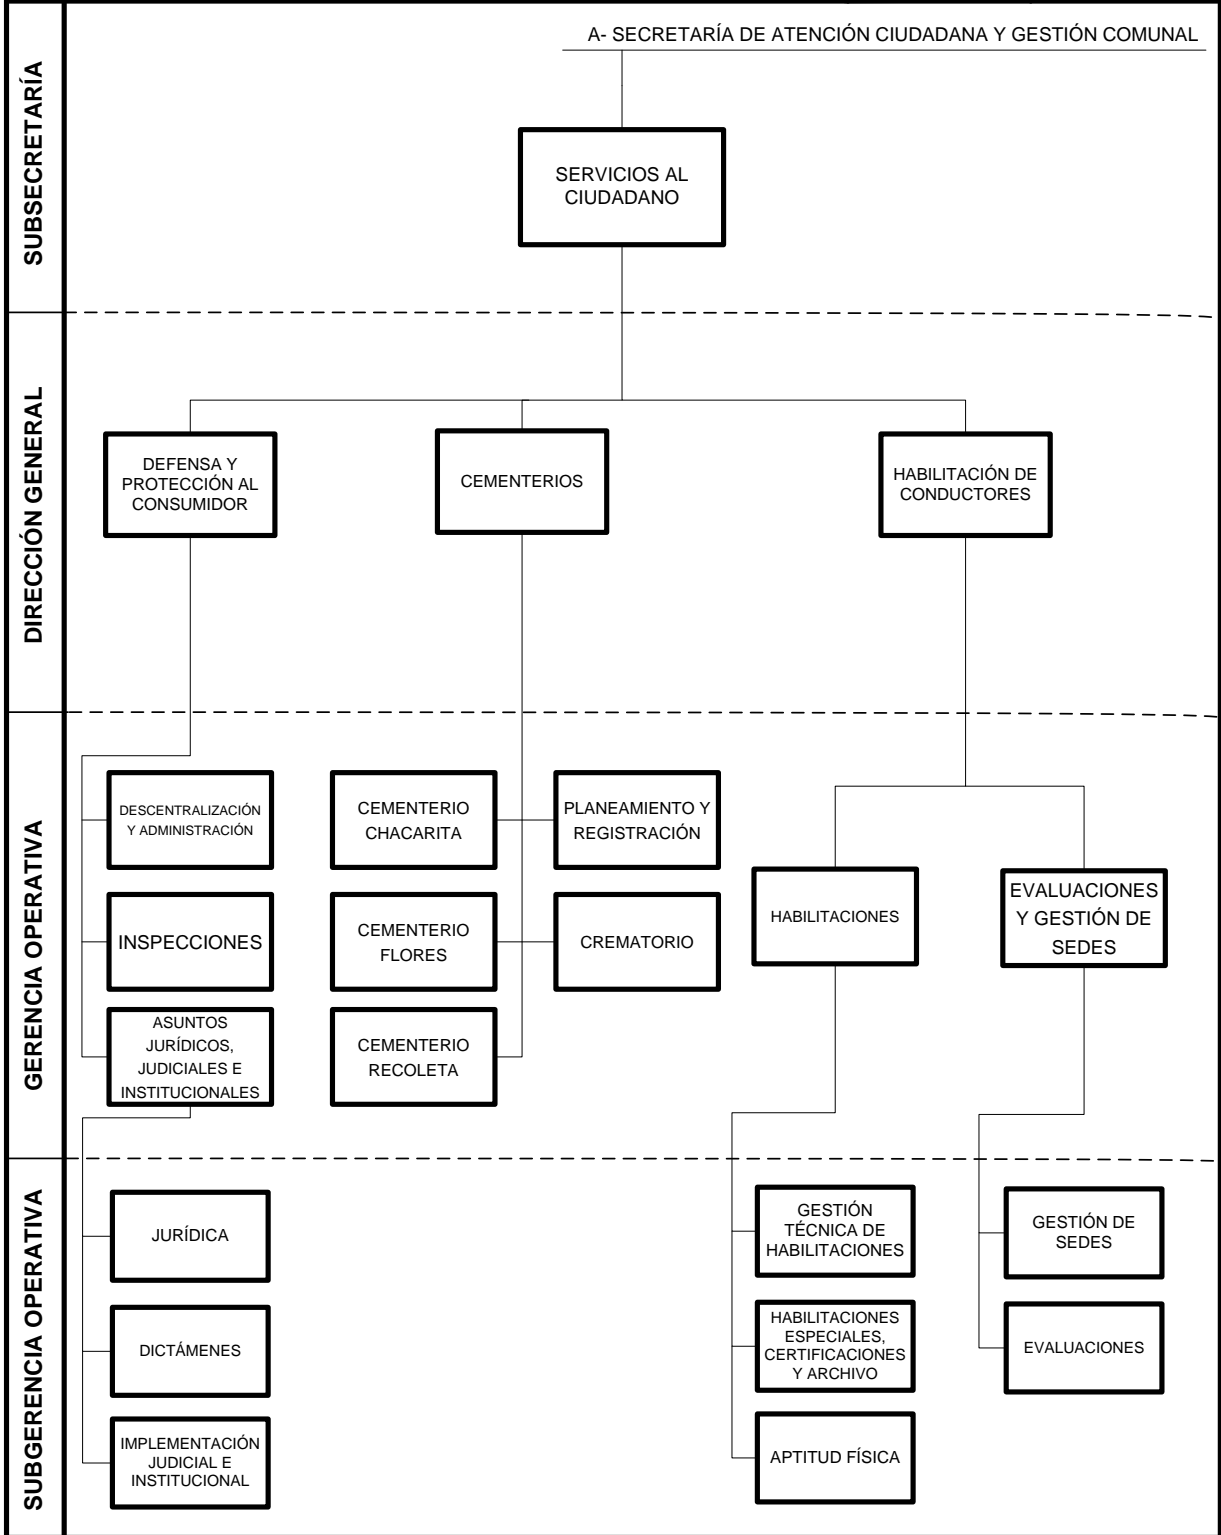 A- SECRETARÍA DE ATENCIÓN CIUDADANA Y GESTIÓN COMUNAL
SUBSECRETARÍA
SERVICIOS AL
CIUDADANO
DIRECCIÓN GENERAL
DEFENSA Y
PROTECCIÓN AL
CONSUMIDOR
CEMENTERIOS
HABILITACIÓN DE
CONDUCTORES
GERENCIA OPERATIVA
DESCENTRALIZACIÓN
Y ADMINISTRACIÓN
INSPECCIONES
ASUNTOS
JURÍDICOS,
JUDICIALES E
INSTITUCIONALES
CEMENTERIO
CHACARITA
CEMENTERIO
FLORES
CEMENTERIO
RECOLETA
PLANEAMIENTO Y
REGISTRACIÓN
CREMATORIO
HABILITACIONES
EVALUACIONES
Y GESTIÓN DE
SEDES
SUBGERENCIA OPERATIVA
JURÍDICA
DICTÁMENES
IMPLEMENTACIÓN
JUDICIAL E
INSTITUCIONAL
GESTIÓN
TÉCNICA DE
HABILITACIONES
HABILITACIONES
ESPECIALES,
CERTIFICACIONES
Y ARCHIVO
APTITUD FÍSICA
GESTIÓN DE
SEDES
EVALUACIONES